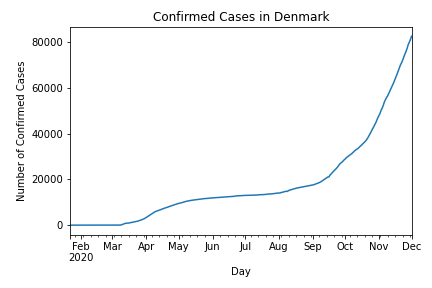 Confirmed Cases in Denmark
Number of Confirmed Cases
80000
60000
40000
20000
0
Feb Mar Apr May Jun Jul Aug Sep Oct Nov Dec
2020
Day